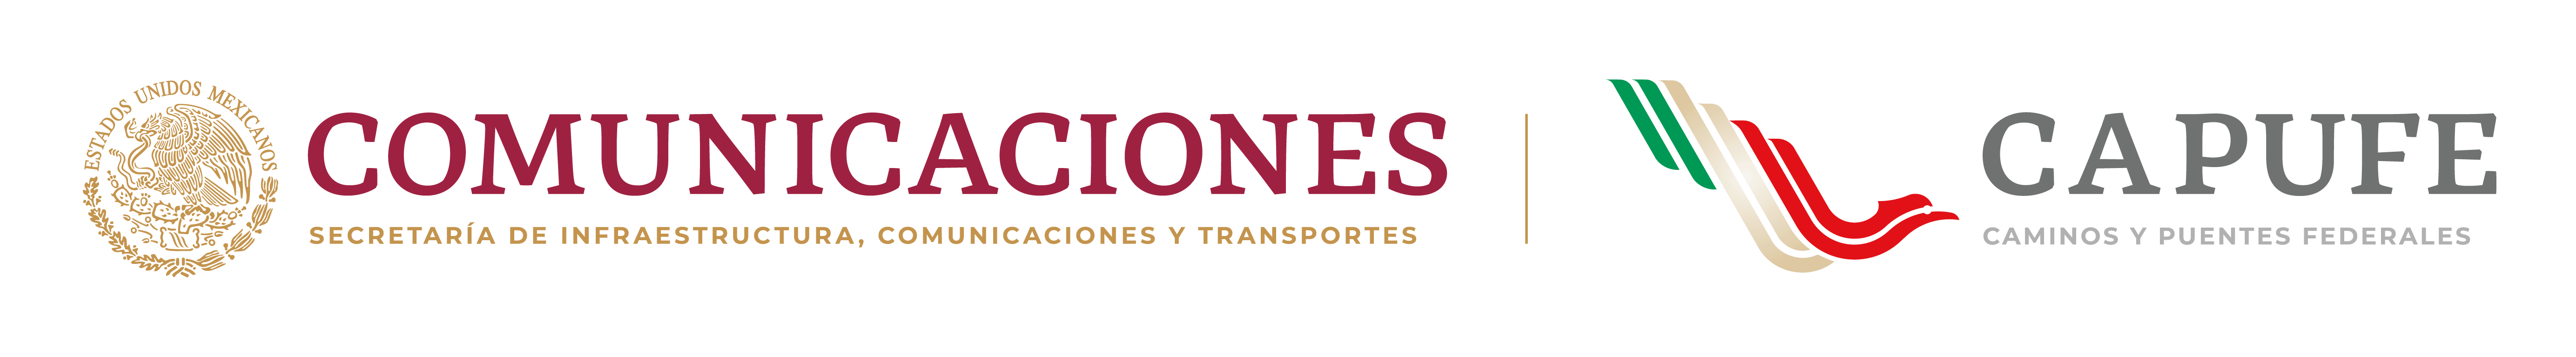 ESTADOS UNIDOS MEXICANOS
COMUNICACIONES
SECRETARÍA DE INFRAESTRUCTURA, COMUNICACIONES Y TRANSPORTES
CAPUFE
CAMINOS Y PUENTES FEDERALES